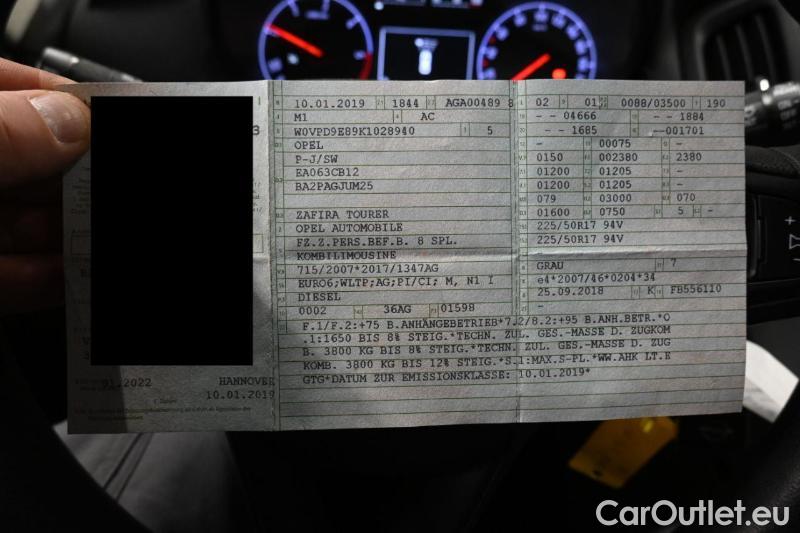 10.01.2019 1844 AGA00489 8
M1 AC
W0VPD9E89K1028940 5
OPEL
P-J/SW
EA063CB12
BA2PAGJUM25
ZAFIRA TOURER
OPEL AUTOMOBILE
FZ.Z.PERS.BEF.B. 8 SPL.
KOMBILIMOUSINE
715/2007*2017/1347AG
EURO6;WLTP;AG;PI/CI; M, N1 I
DIESEL
0002 36AG 01598
02 01 0088/03500 190
- - 04666 - - 1884
- - 1685 --001701
- 00075 -
0150 002380 2380
01200 01205 -
01200 01205 -
079 03000 070
01600 0750 5 -
225/50R17 94V
225/50R17 94V
-
GRAU 7
e4*2007/46*0204*34
25.09.2018 K FB556110
-
F.1/F.2:+75 B.ANHÄNGEBETRIEB*7.2/8.2:+95 B.ANH.BETR.*O
.1:1650 BIS 8% STEIG.*TECHN. ZUL. GES.-MASSE D. ZUGKOM
B. 3800 KG BIS 8% STEIG.*TECHN. ZUL. GES.-MASSE D. ZUG
KOMB. 3800 KG BIS 12% STEIG.*S.1:MAX.S-PL.*WW.AHK LT.E
GTG*DATUM ZUR EMISSIONSKLASSE: 10.01.2019*
01.2022
HANNOVER
10.01.2019
CarOutlet.eu